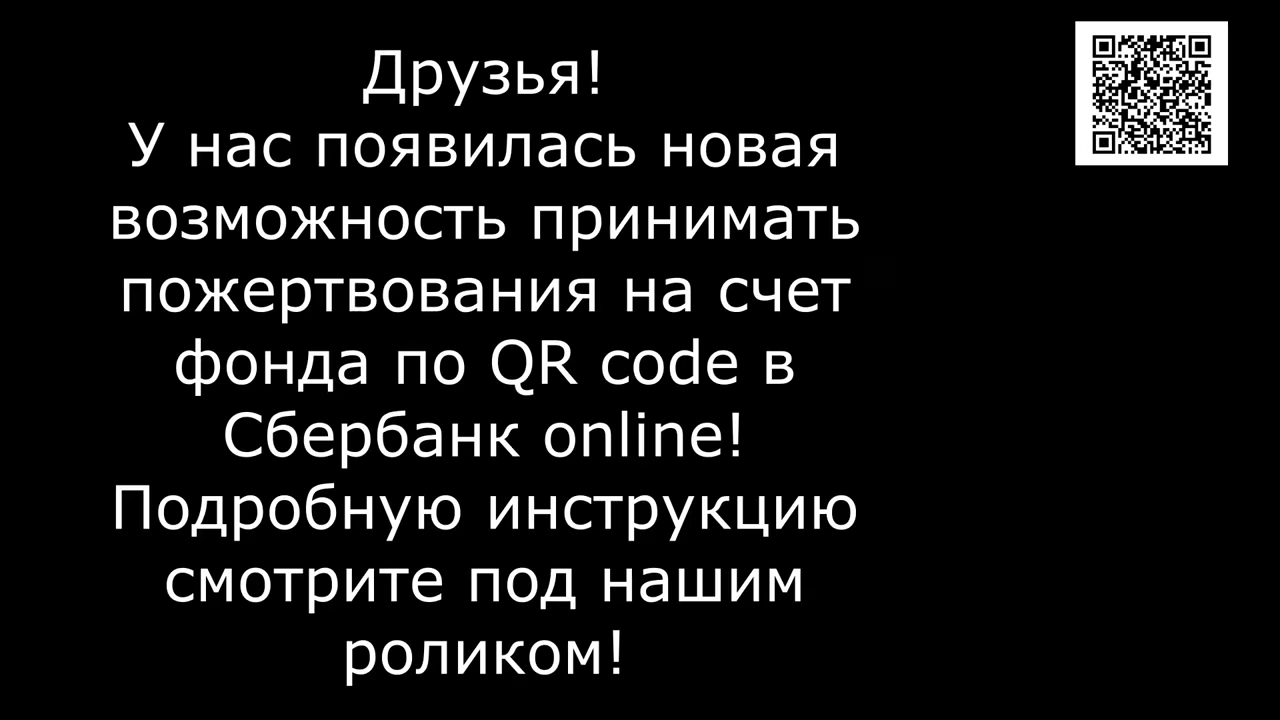 Друзья!
У нас появилась новая
возможность принимать
пожертвования на счет
фонда по QR code в
Сбербанк online!
Подробную инструкцию
смотрите под нашим
роликом!